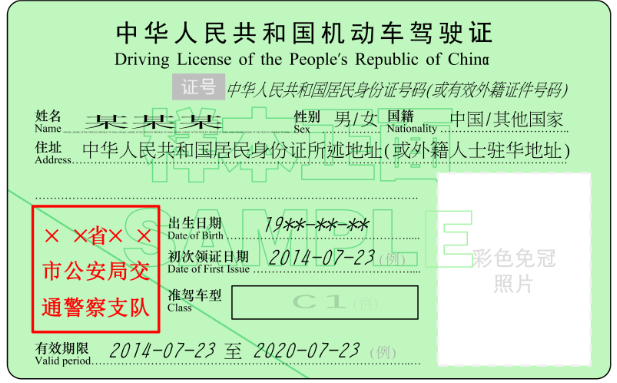 中华人民共和国机动车驾驶证
Driving License of the People's Republic of China
证号 中华人民共和国居民身份证号码(或有效外籍证件号码)
姓名 某某某 性别 男/女 国籍 中国/其他国家
Name Sex Nationality
住址 中华人民共和国居民身份证所述地址(或外籍人士驻华地址)
Address
样本正面
SAMPLE
××省××
市公安局交
通警察支队
出生日期 19**-**-**
Date of Birth
初次领证日期 2014-07-23(例)
Date of First Issue
准驾车型 C1(例)
Class
彩色免冠
照片
有效期限 2014-07-23 至 2020-07-23 (例)
Valid period